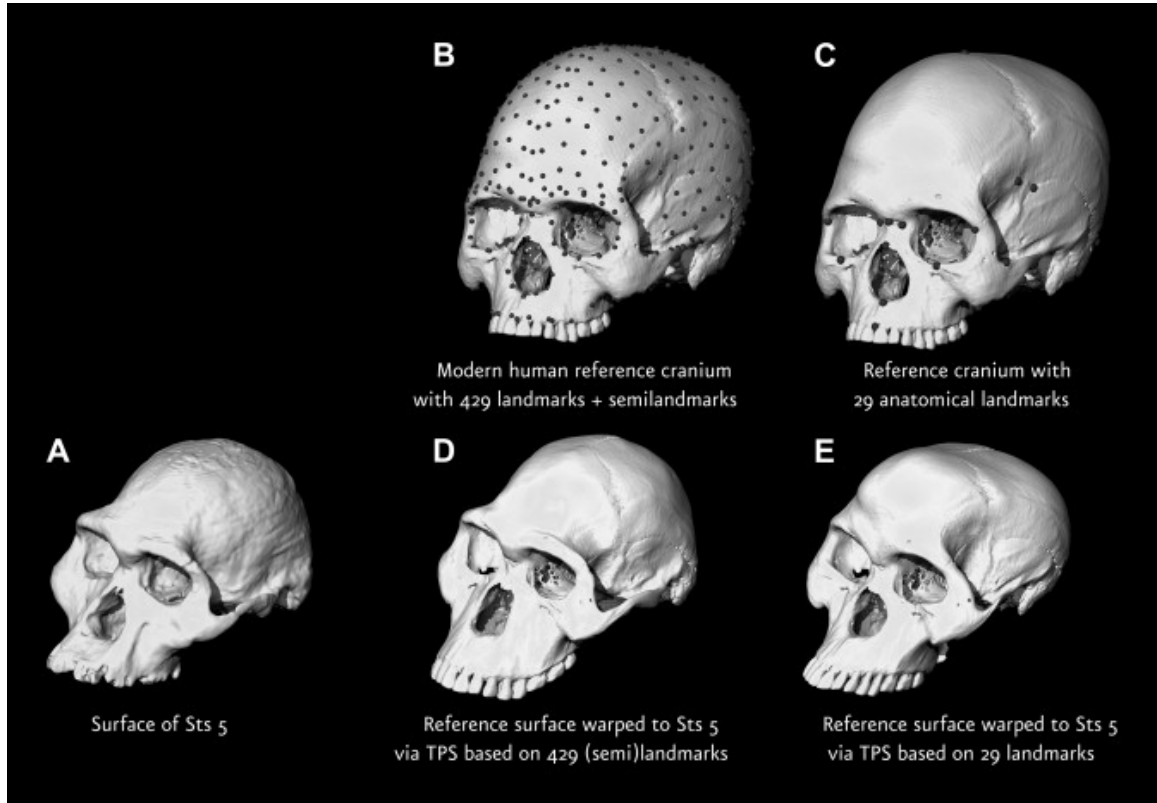 B
C
Modern human reference cranium
with 429 landmarks + semilandmarks
Reference cranium with
29 anatomical landmarks
A
D
E
Surface of Sts 5
Reference surface warped to Sts 5
via TPS based on 429 (semi)landmarks
Reference surface warped to Sts 5
via TPS based on 29 landmarks